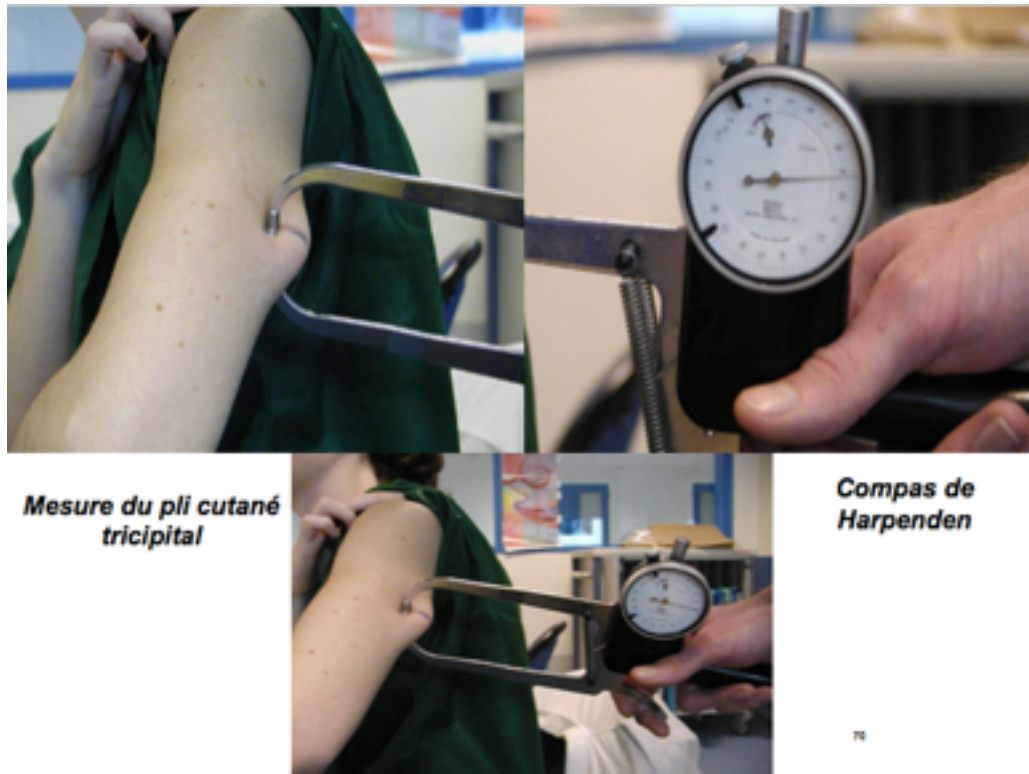 Mesure du pli cutané
tricipital
Compas de
Harpenden
70